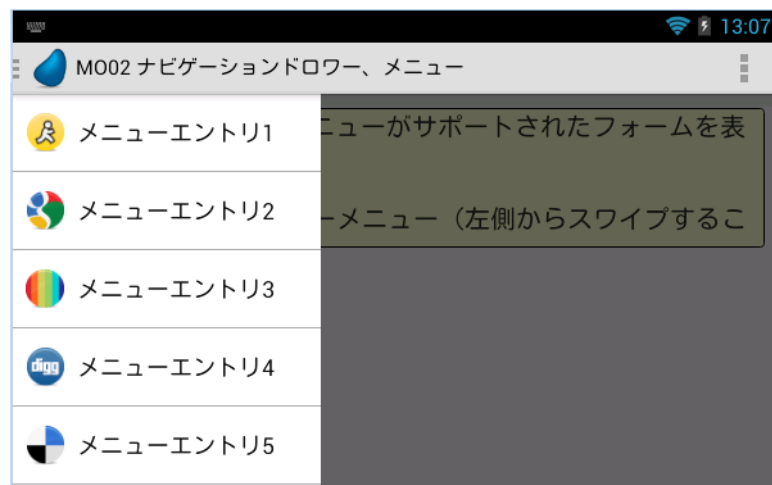 13:07
MO02 ナビゲーションドロワー、メニュー
メニューエントリ1
ニューがサポートされたフォームを表
メニューエントリ2
ーメニュー（左側からスワイプするこ
メニューエントリ3
digg
メニューエントリ4
メニューエントリ5